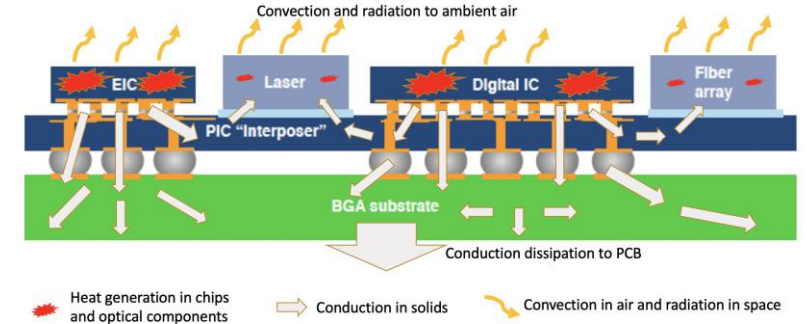 Convection and radiation to ambient air
EIC
Laser
Digital IC
Fiber
array
PIC “Interposer”
BGA substrate
Conduction dissipation to PCB
Heat generation in chips
and optical components
Conduction in solids
Convection in air and radiation in space